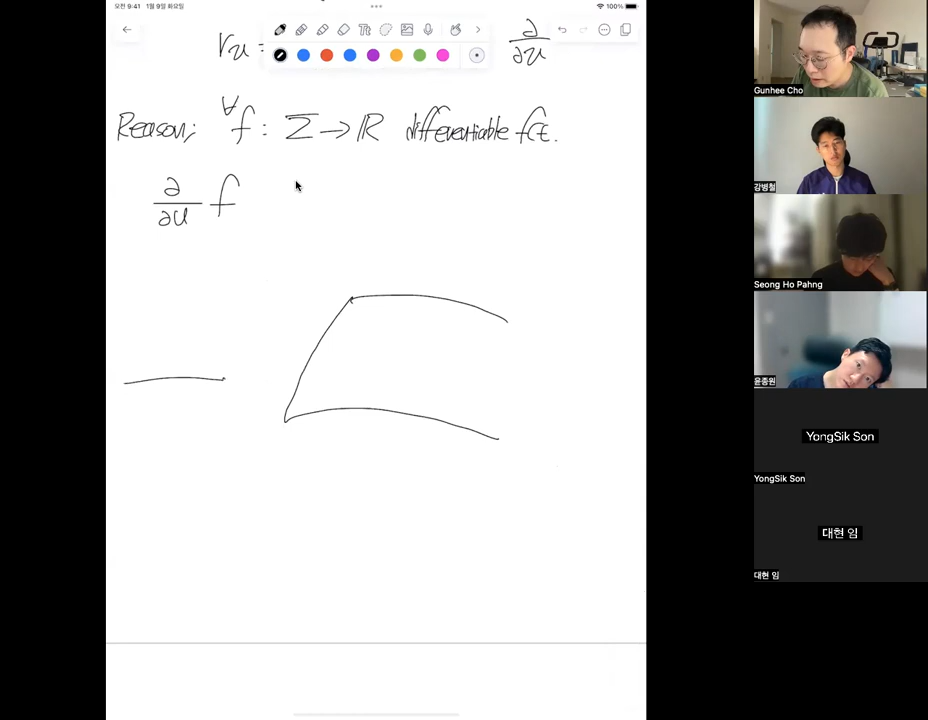 오전 9:41 1월 9일 화요일
100%
r_u =
∂/∂u
Reason; ∀f : Σ → ℝ differentiable fct.
∂/∂u f
Gunhee Cho
김병철
Seong Ho Pahng
윤종원
YongSik Son
YongSik Son
대현 임
대현 임